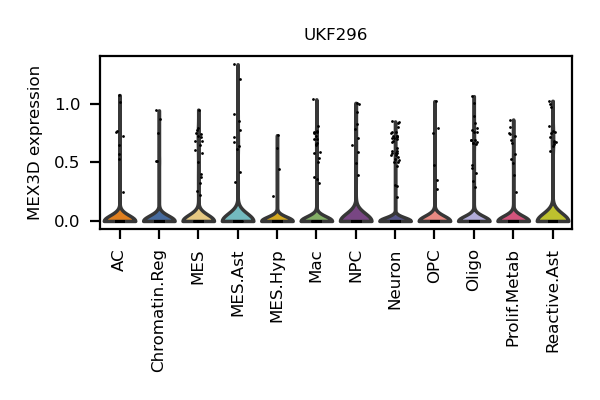 UKF296
MEX3D expression
1.0
0.5
0.0
AC
Chromatin.Reg
MES
MES.Ast
MES.Hyp
Mac
NPC
Neuron
OPC
Oligo
Prolif.Metab
Reactive.Ast